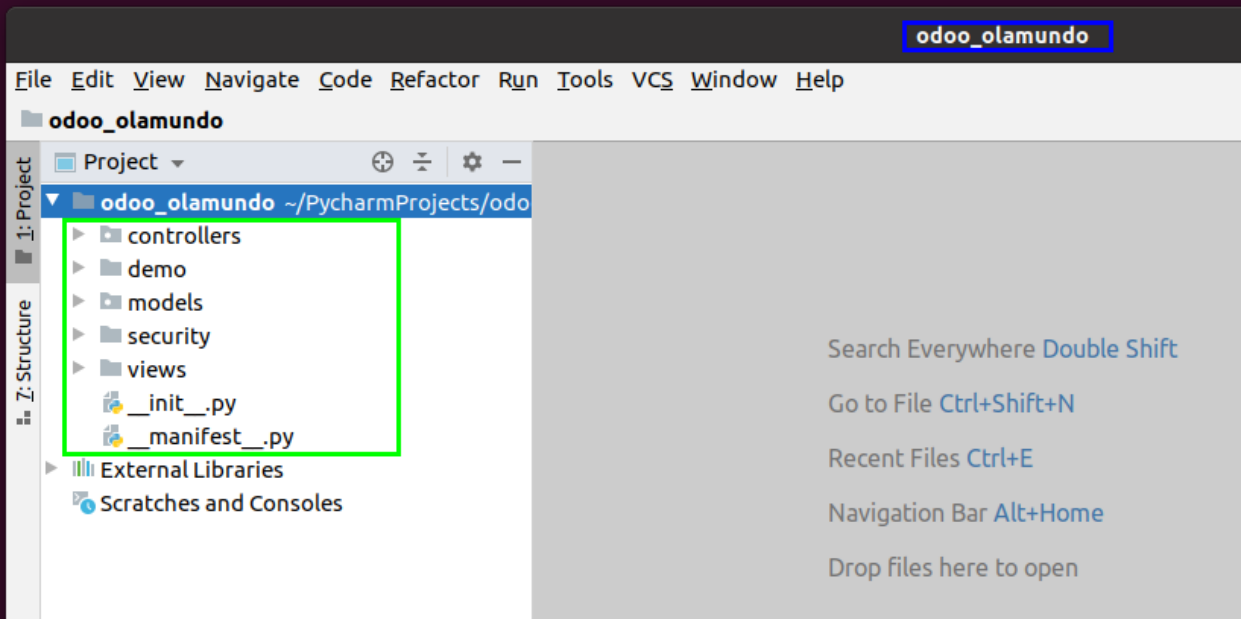 odoo_olamundo
File Edit View Navigate Code Refactor Run Tools VCS Window Help
odoo_olamundo
1: Project
Project
odoo_olamundo ~/PycharmProjects/odo
controllers
demo
models
security
views
__init__.py
__manifest__.py
External Libraries
Scratches and Consoles
Z: Structure
Search Everywhere Double Shift
Go to File Ctrl+Shift+N
Recent Files Ctrl+E
Navigation Bar Alt+Home
Drop files here to open